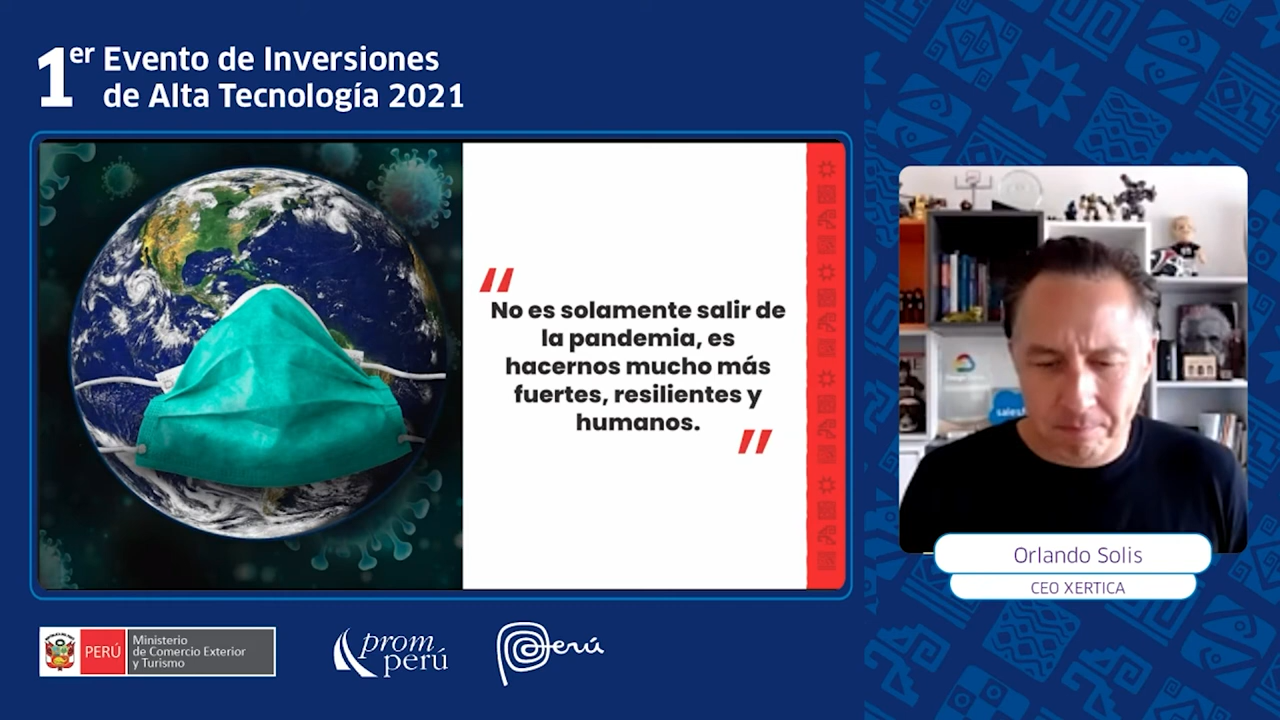 1er Evento de Inversiones
de Alta Tecnología 2021
"No es solamente salir de
la pandemia, es
hacernos mucho más
fuertes, resilientes y
humanos."
Orlando Solis
CEO XERTICA
PERÚ
Ministerio
de Comercio Exterior
y Turismo
prom
perú
Perú